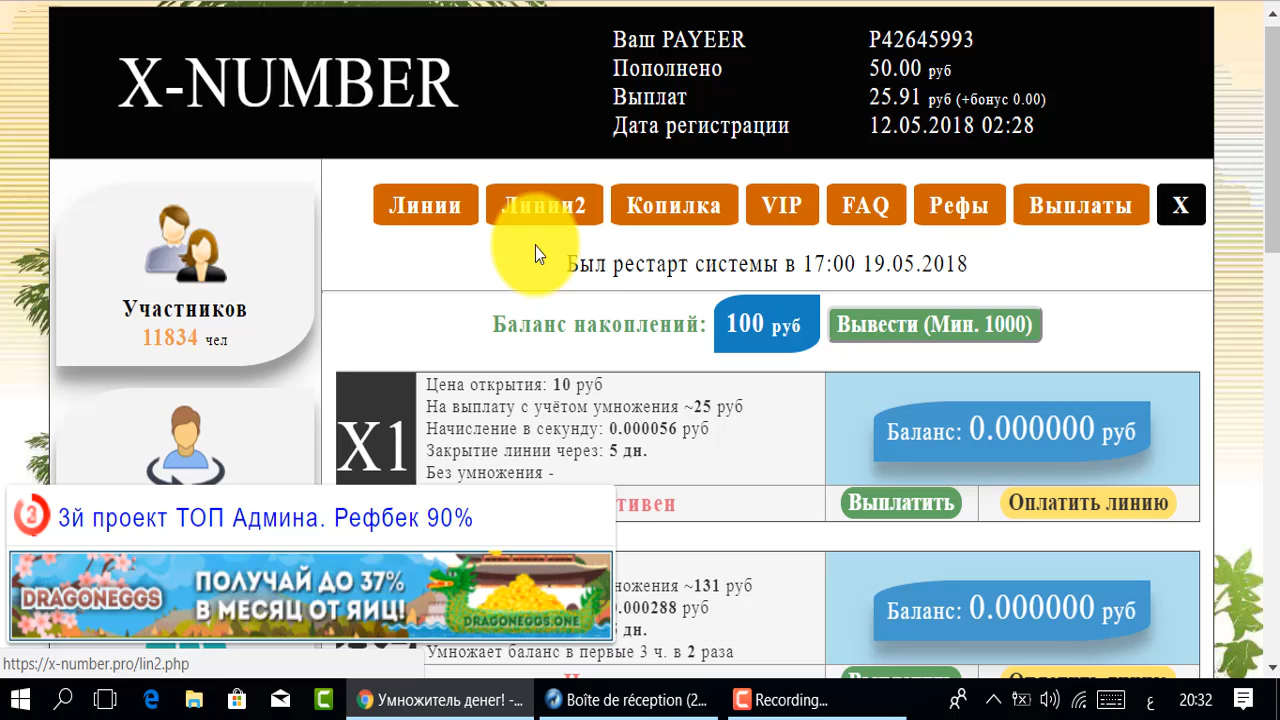 X-NUMBER
Ваш PAYEER P42645993
Пополнено 50.00 руб
Выплат 25.91 руб (+бонус 0.00)
Дата регистрации 12.05.2018 02:28
Линии Линии2 Копилка VIP FAQ Рефы Выплаты X
Был рестарт системы в 17:00 19.05.2018
Участников
11834 чел
Баланс накоплений: 100 руб Вывести (Мин. 1000)
X1
Цена открытия: 10 руб
На выплату с учётом умножения ~25 руб
Начисление в секунду: 0.000056 руб
Закрытие линии через: 5 дн.
Без умножения -
Баланс: 0.000000 руб
тивен
Выплатить Оплатить линию
3й проект ТОП Админа. Рефбек 90%
DRAGONEGGS
ПОЛУЧАЙ ДО 37%
В МЕСЯЦ ОТ ЯИЦ!
DRAGONEGGS.ONE
ножения ~131 руб
.000288 руб
дн.
Умножает баланс в первые 3 ч. в 2 раза
Баланс: 0.000000 руб
https://x-number.pro/lin2.php
Умножитель денег! -...
Boîte de réception (2...
Recording...
ع
20:32